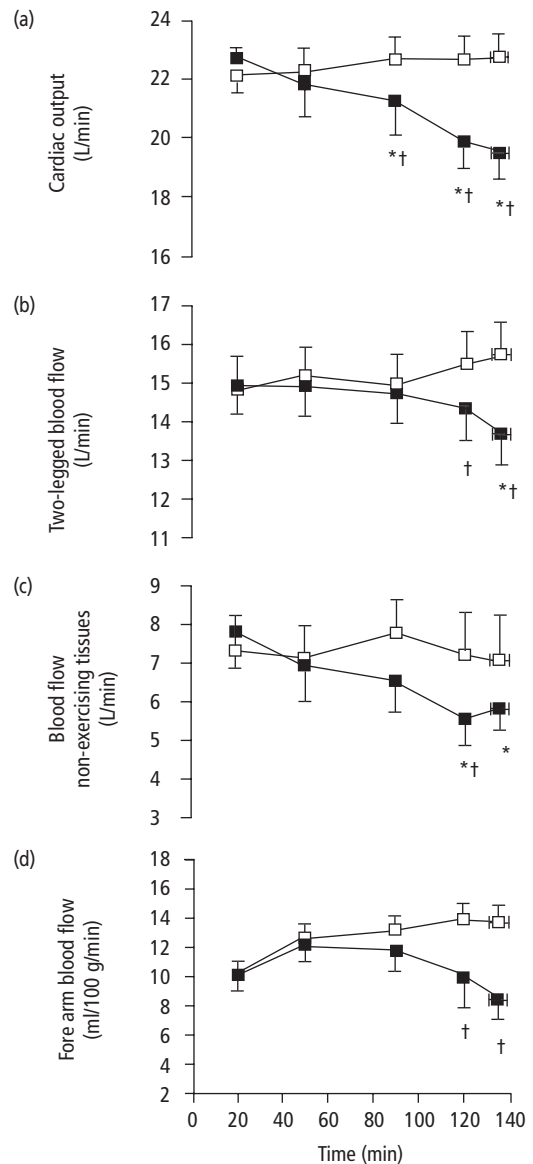 (a)
Cardiac output
(L/min)
24
22
20
18
16
*†
*†
*†
(b)
Two-legged blood flow
(L/min)
17
16
15
14
13
12
11
†
*†
(c)
Blood flow
non-exercising tissues
(L/min)
9
8
7
6
5
4
3
*†
*
(d)
Fore arm blood flow
(ml/100 g/min)
18
16
14
12
10
8
6
4
2
†
†
0 20 40 60 80 100 120 140
Time (min)